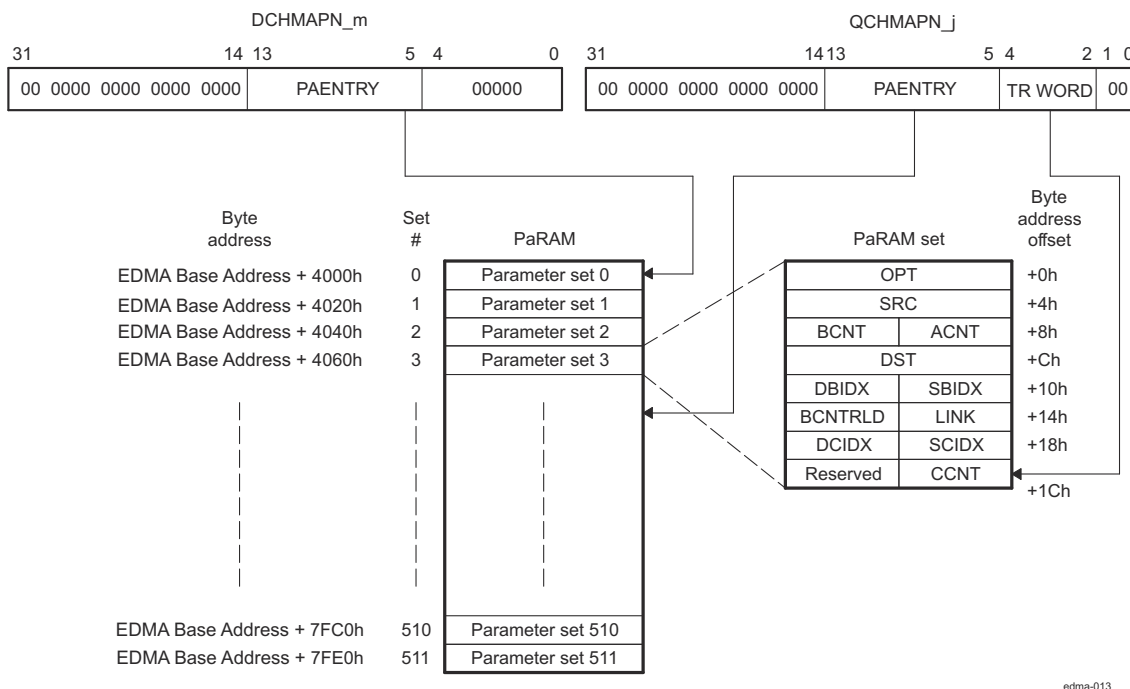 DCHMAPN_m QCHMAPN_j
31 14 13 5 4 0 31 14 13 5 4 2 1 0
00 0000 0000 0000 0000 PAENTRY 00000 00 0000 0000 0000 0000 PAENTRY TR WORD 00
Byte
address
Set
#
PaRAM
PaRAM set
Byte
address
offset
EDMA Base Address + 4000h 0 Parameter set 0 OPT +0h
EDMA Base Address + 4020h 1 Parameter set 1 SRC +4h
EDMA Base Address + 4040h 2 Parameter set 2 BCNT ACNT +8h
EDMA Base Address + 4060h 3 Parameter set 3 DST +Ch
DBIDX SBIDX +10h
BCNTRLD LINK +14h
DCIDX SCIDX +18h
Reserved CCNT +1Ch
EDMA Base Address + 7FC0h 510 Parameter set 510
EDMA Base Address + 7FE0h 511 Parameter set 511
edma-013